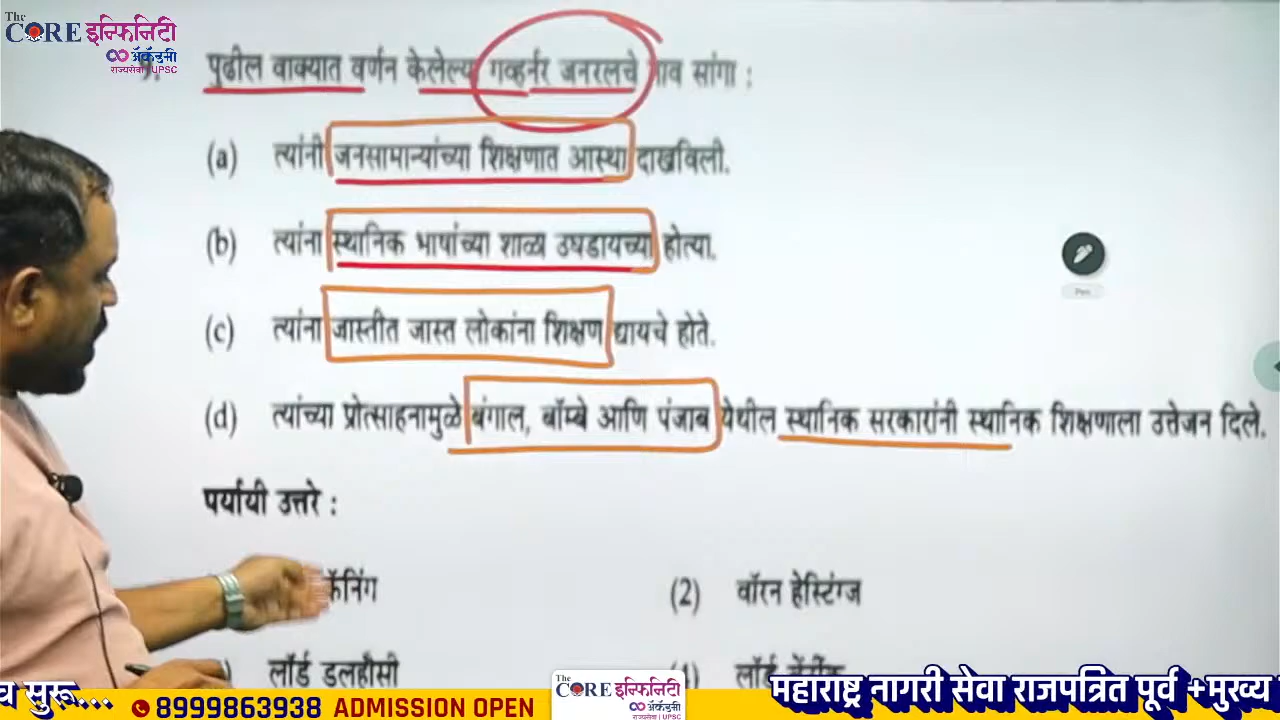 The CORE इन्फिनिटी
अ‍ॅकॅडमी
राज्यसेवा | UPSC
पुढील वाक्यात वर्णन केलेल्या गव्हर्नर जनरलचे नाव सांगा :
(a) त्यांनी जनसामान्यांच्या शिक्षणात आस्था दाखविली.
(b) त्यांना स्थानिक भाषांच्या शाळा उघडायच्या होत्या.
(c) त्यांना जास्तीत जास्त लोकांना शिक्षण द्यायचे होते.
(d) त्यांच्या प्रोत्साहनामुळे बंगाल, बॉम्बे आणि पंजाब येथील स्थानिक सरकारांनी स्थानिक शिक्षणाला उत्तेजन दिले.
Pen
पर्यायी उत्तरे :
कॅनिंग (2) वॉरन हेस्टिंग्ज
लॉर्ड डलहौसी (4) लॉर्ड बेंटींक
The CORE इन्फिनिटी
अ‍ॅकॅडमी
राज्यसेवा | UPSC
सुरू... 8999863938 ADMISSION OPEN महाराष्ट्र नागरी सेवा राजपत्रित पूर्व +मुख्य